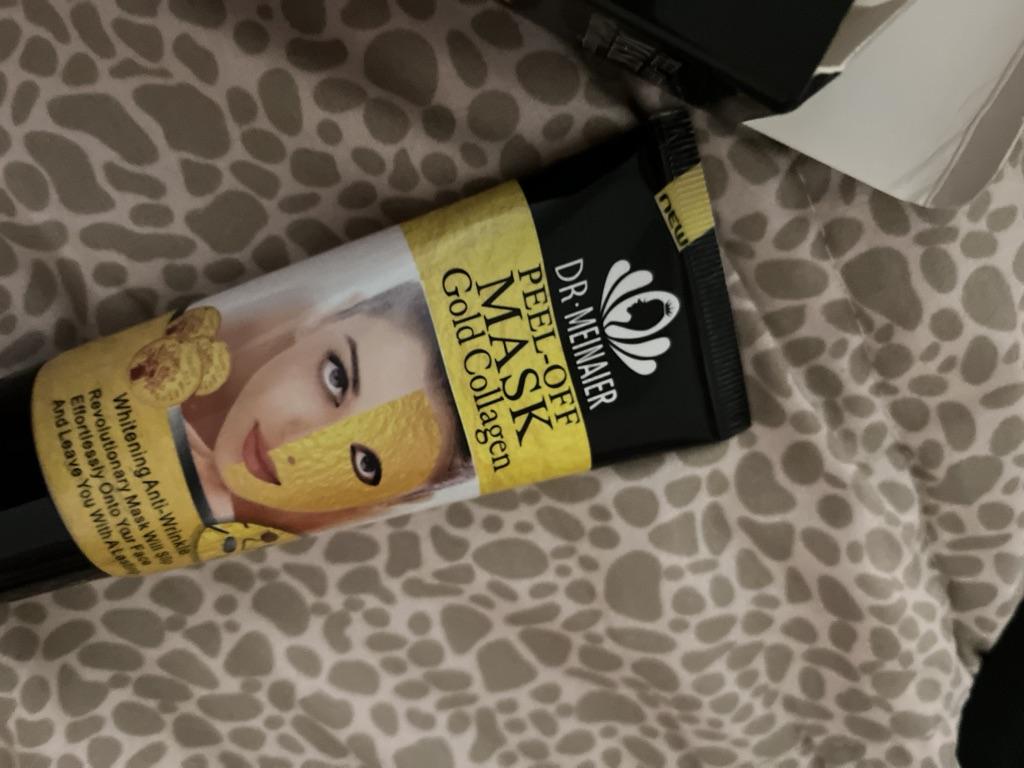 NEW
DR·MEINAIER
PEEL-OFF
MASK
Gold Collagen
Whitening Anti-Wrinkle
Revolutionary Mask Will Slip
Effortlessly Onto Your Face
And Leave You With A